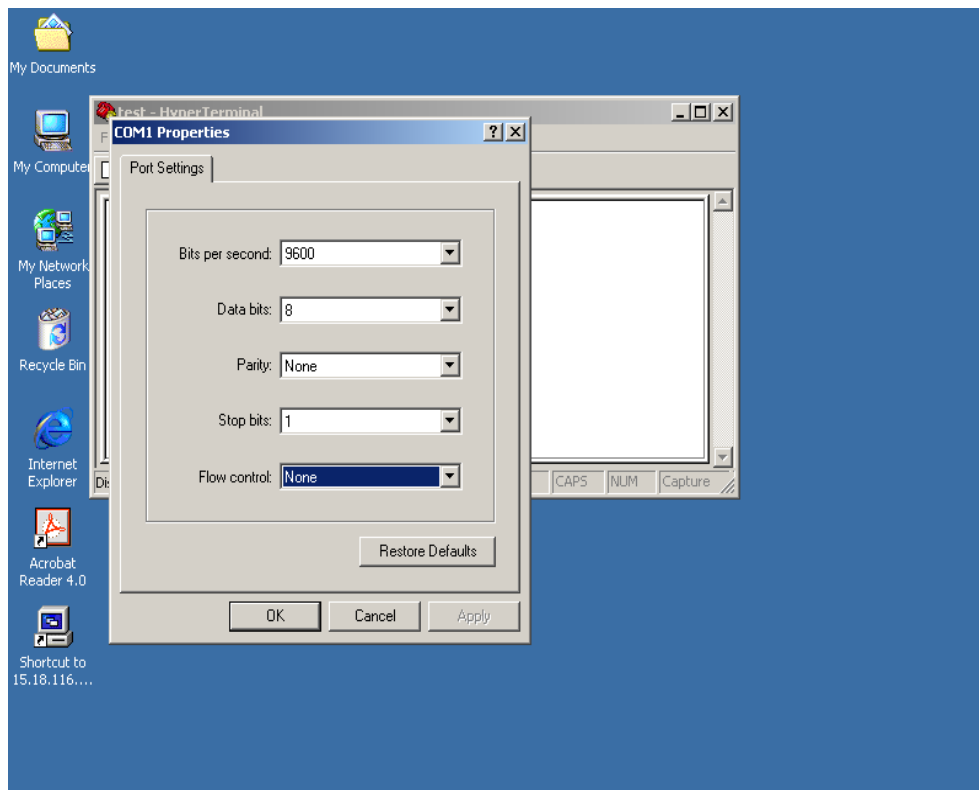 My Documents
My Computer
My Network
Places
Recycle Bin
Internet
Explorer
Acrobat
Reader 4.0
Shortcut to
15.18.116....
test - HyperTerminal
F
COM1 Properties
Port Settings
Bits per second: 9600
Data bits: 8
Parity: None
Stop bits: 1
Flow control: None
Restore Defaults
OK Cancel Apply
Dis CAPS NUM Capture